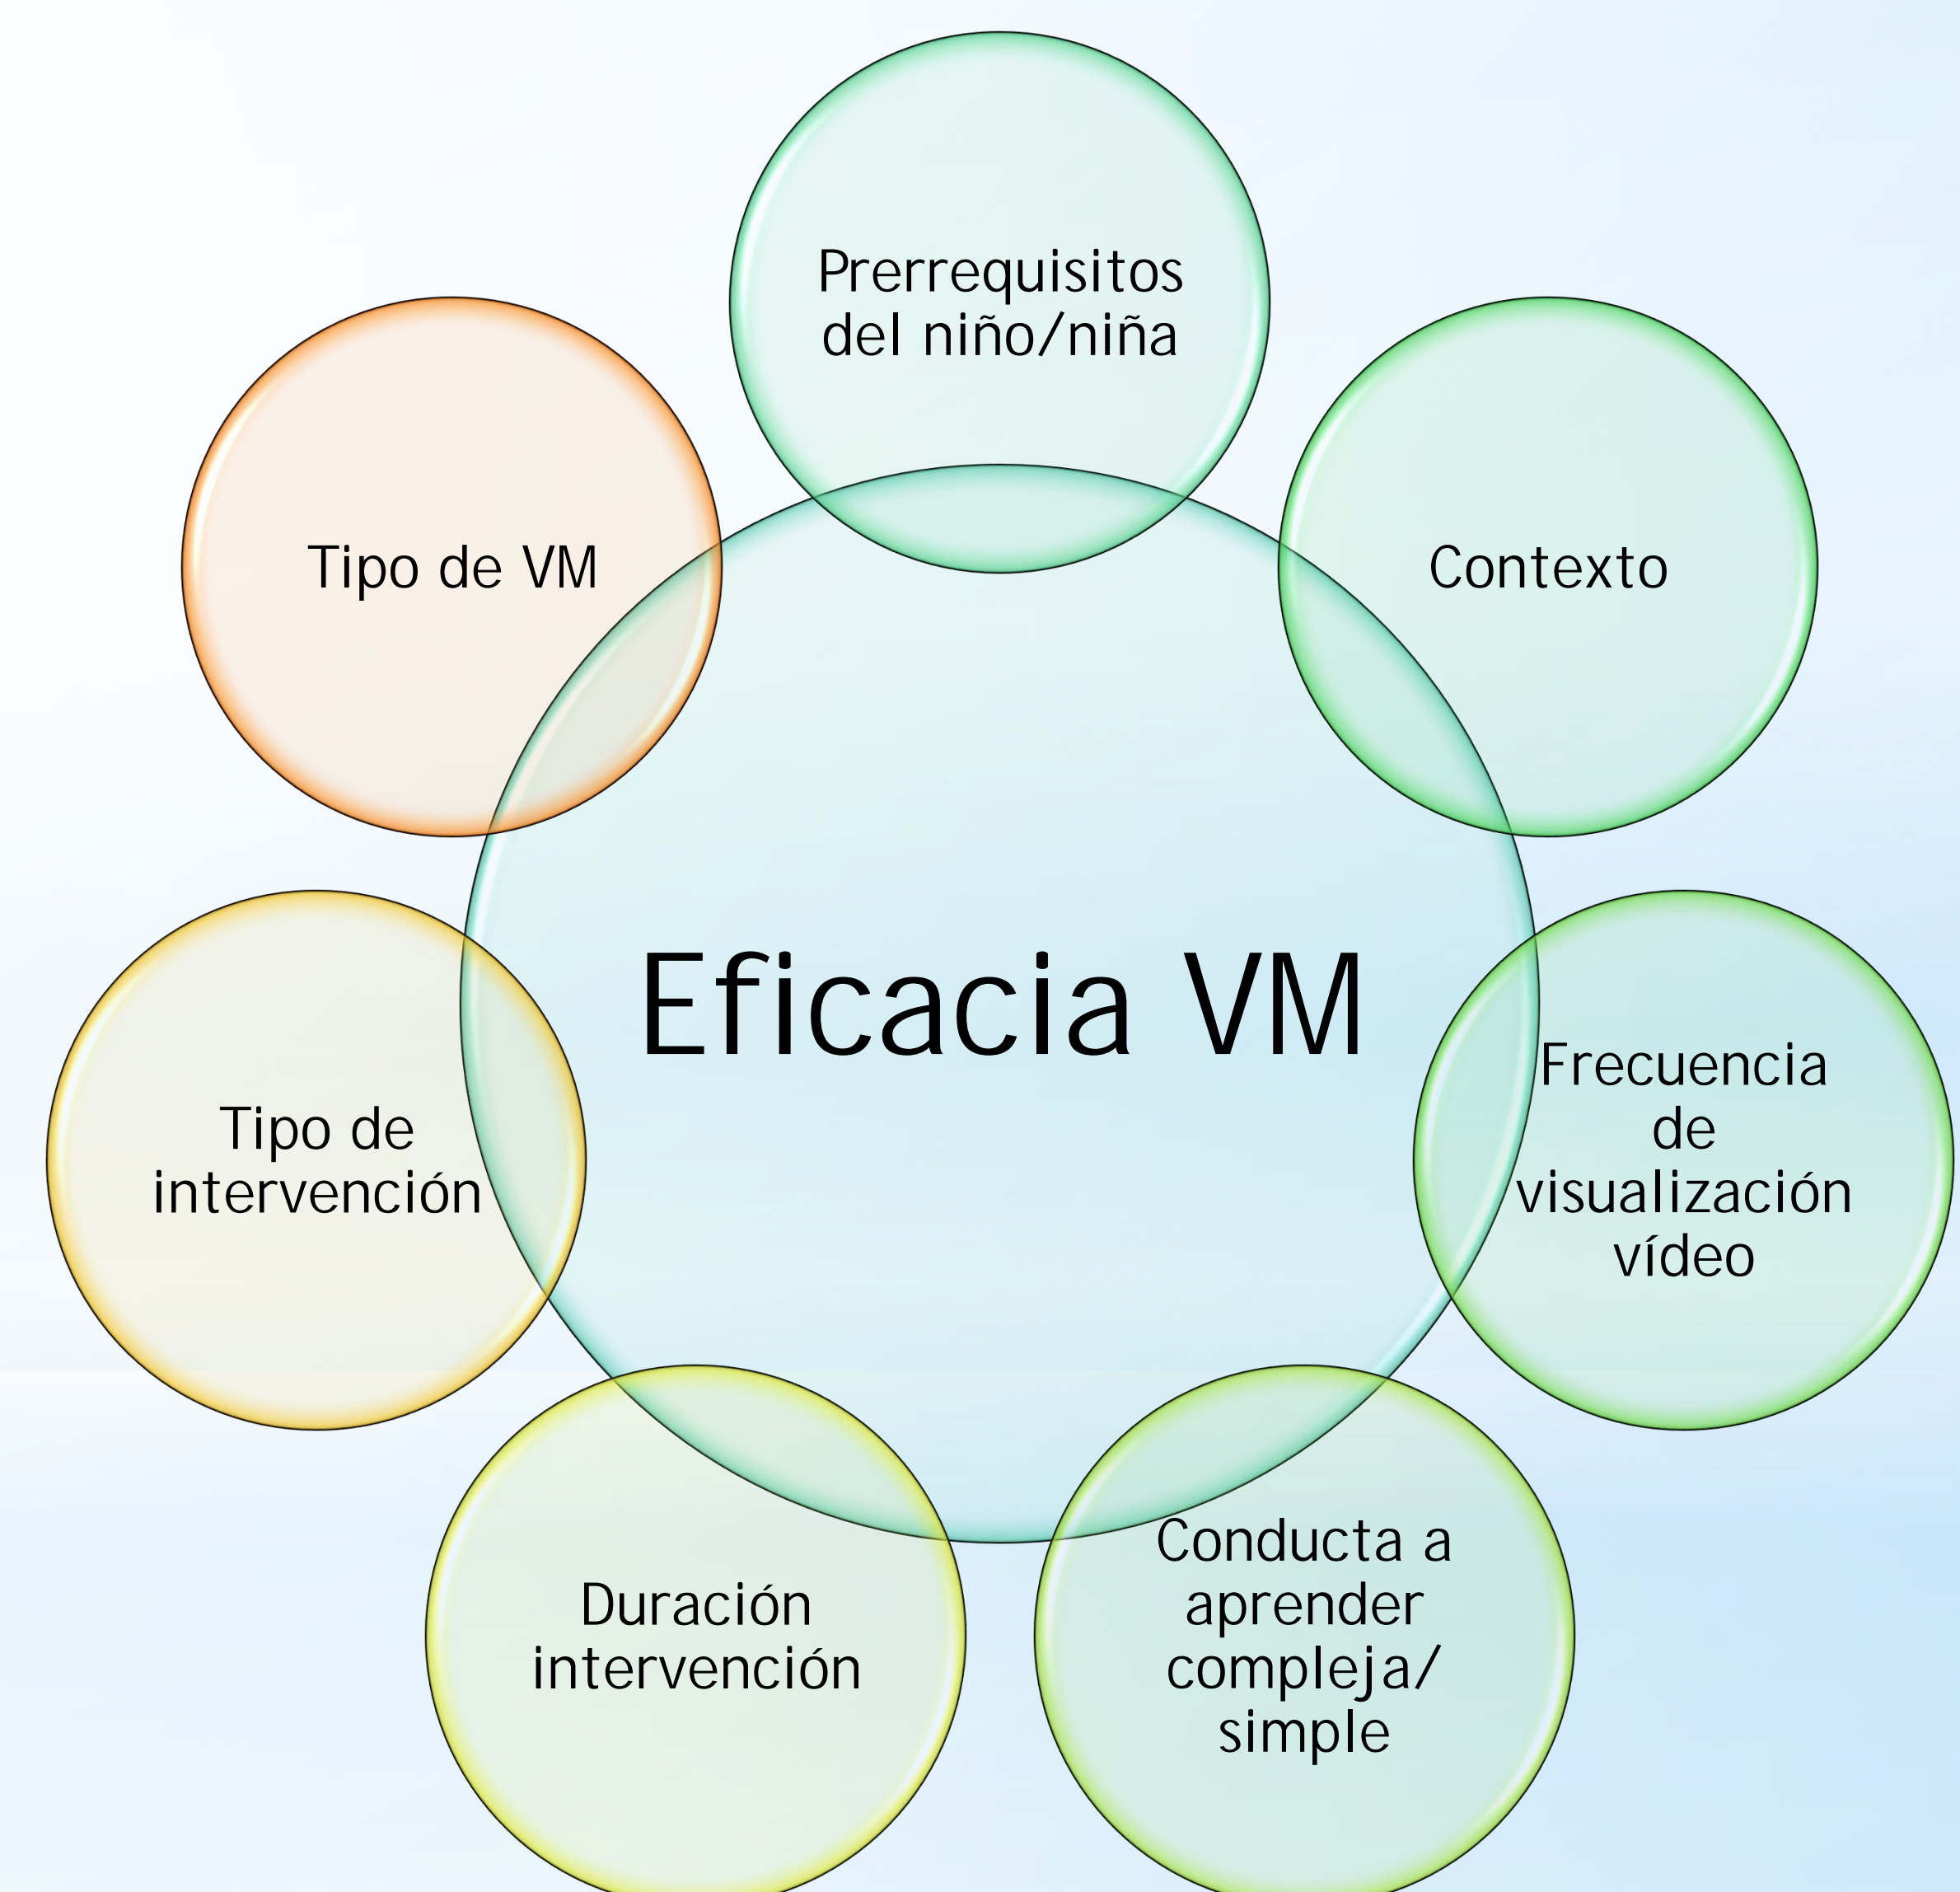 Prerrequisitos
del niño/niña
Tipo de VM
Contexto
Eficacia VM
Frecuencia
de
visualización
vídeo
Tipo de
intervención
Conducta a
aprender
compleja/
simple
Duración
intervención